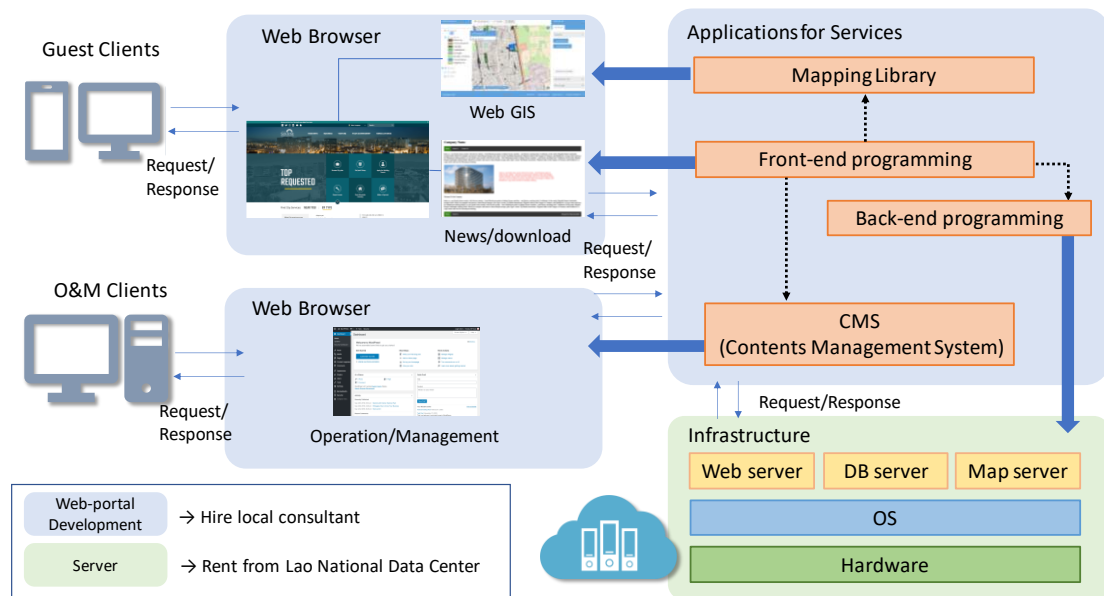 Guest Clients
Request/
Response
Web Browser
Web GIS
TOP
REQUESTED
News/download
Request/
Response
Applications for Services
Mapping Library
Front-end programming
Back-end programming
CMS
(Contents Management System)
O&M Clients
Request/
Response
Web Browser
Operation/Management
Request/Response
Infrastructure
Web server
DB server
Map server
OS
Hardware
Web-portal
Development
→ Hire local consultant
Server
→ Rent from Lao National Data Center